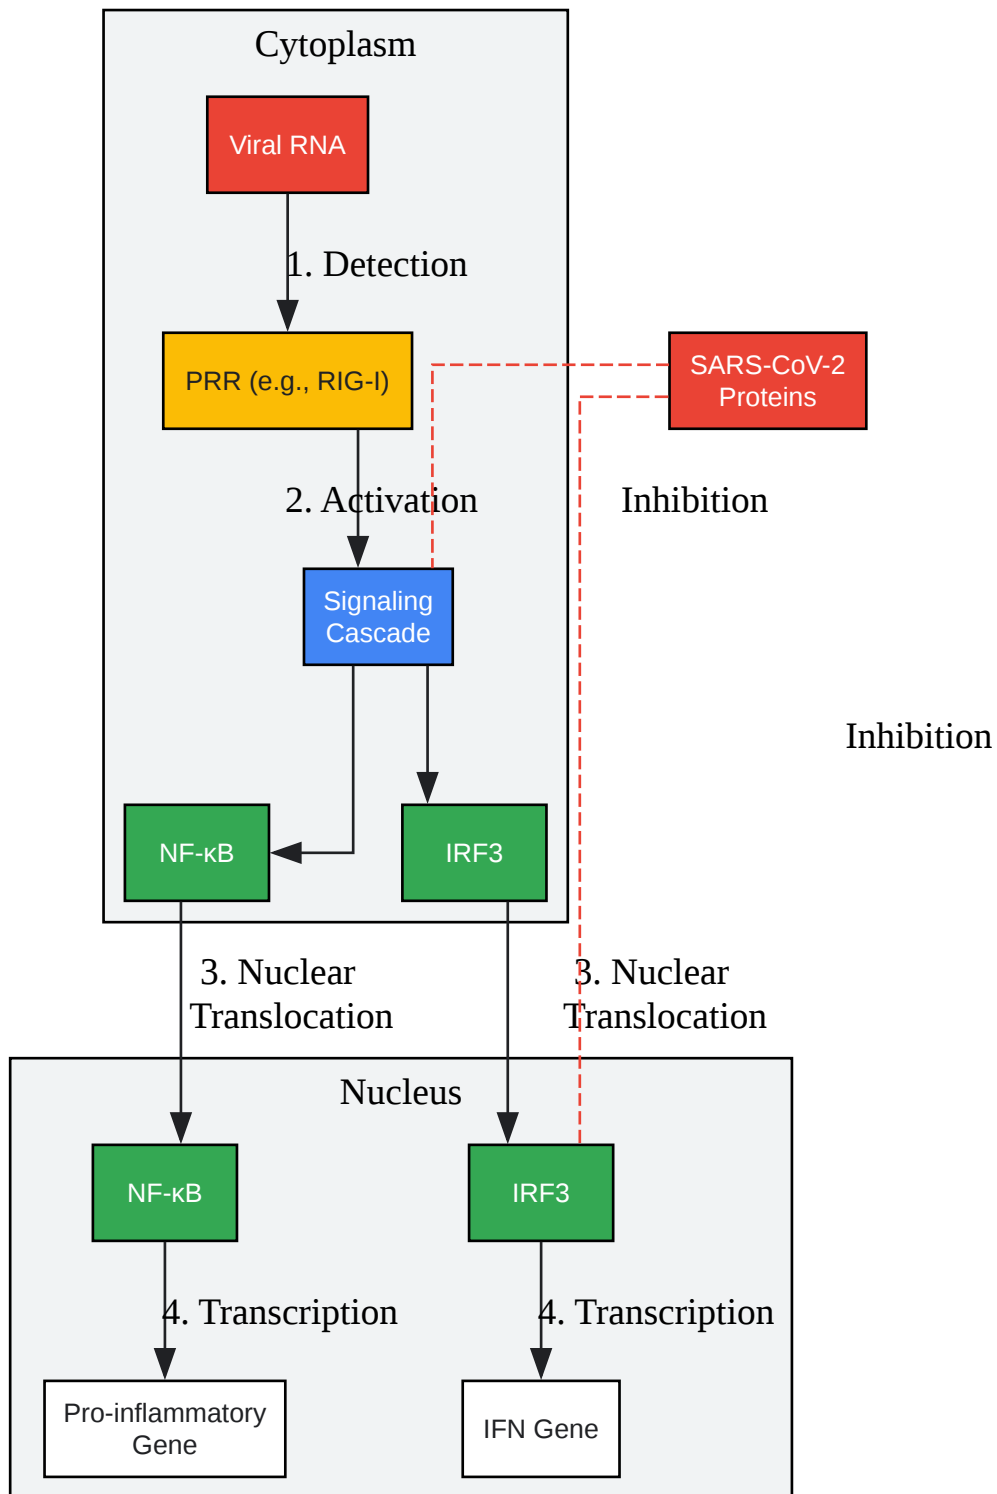 Cytoplasm
Viral RNA
1. Detection
PRR (e.g., RIG-I)
SARS-CoV-2
Proteins
2. Activation
Inhibition
Signaling
Cascade
Inhibition
NF-κB
IRF3
3. Nuclear
Translocation
3. Nuclear
Translocation
Nucleus
NF-κB
IRF3
4. Transcription
4. Transcription
Pro-inflammatory
Gene
IFN Gene